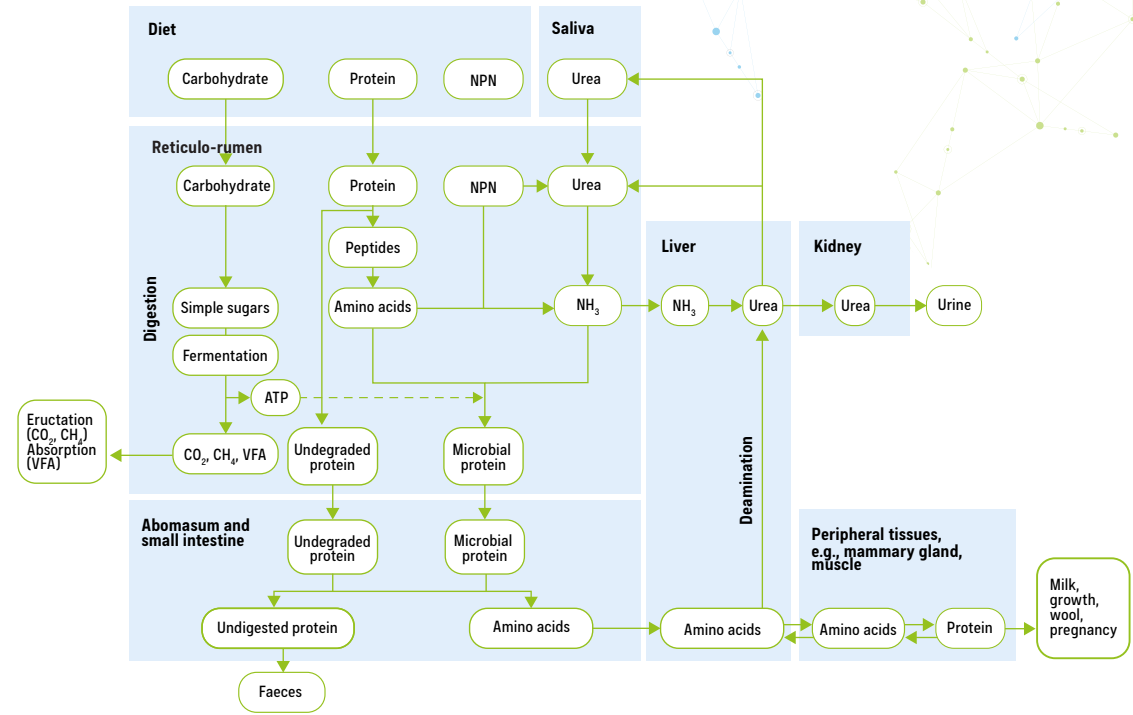 Diet
Saliva
Carbohydrate
Protein
NPN
Urea
Reticulo-rumen
Carbohydrate
Protein
NPN
Urea
Peptides
Liver
Kidney
Digestion
Simple sugars
Amino acids
NH₃
NH₃
Urea
Urea
Urine
Fermentation
ATP
Eructation
(CO₂, CH₄)
Absorption
(VFA)
CO₂, CH₄, VFA
Undegraded
protein
Microbial
protein
Deamination
Abomasum and
small intestine
Undegraded
protein
Microbial
protein
Peripheral tissues,
e.g., mammary gland,
muscle
Undigested protein
Amino acids
Amino acids
Amino acids
Protein
Milk,
growth,
wool,
pregnancy
Faeces